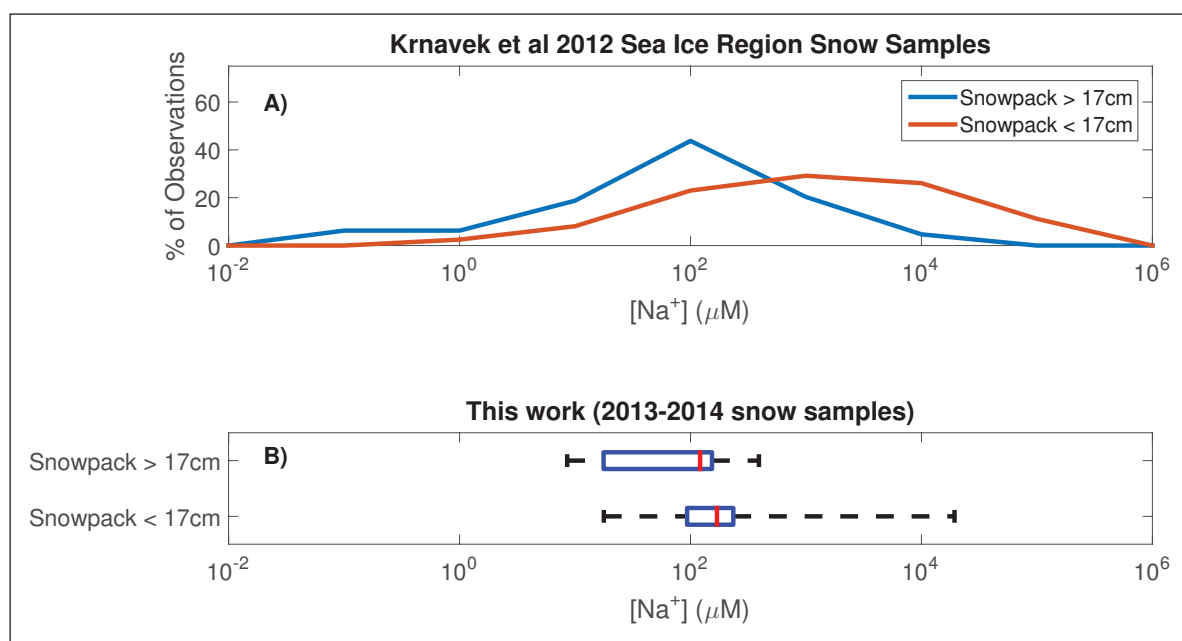 Krnavek et al 2012 Sea Ice Region Snow Samples
A)
Snowpack > 17cm
Snowpack < 17cm
% of Observations
60
40
20
0
10⁻² 10⁰ 10² 10⁴ 10⁶
[Na⁺] (μM)
This work (2013-2014 snow samples)
B)
Snowpack > 17cm
Snowpack < 17cm
10⁻² 10⁰ 10² 10⁴ 10⁶
[Na⁺] (μM)